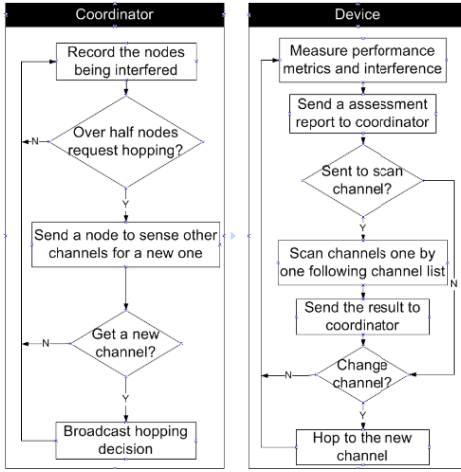 Coordinator
Record the nodes
being interfered
Over half nodes
request hopping?
N
Y
Send a node to sense other
channels for a new one
Get a new
channel?
N
Y
Broadcast hopping
decision
Device
Measure performance
metrics and interference
Send a assessment
report to coordinator
Sent to scan
channel?
Y
N
Scan channels one by
one following channel list
Send the result to
coordinator
Change
channel?
N
Y
Hop to the new
channel